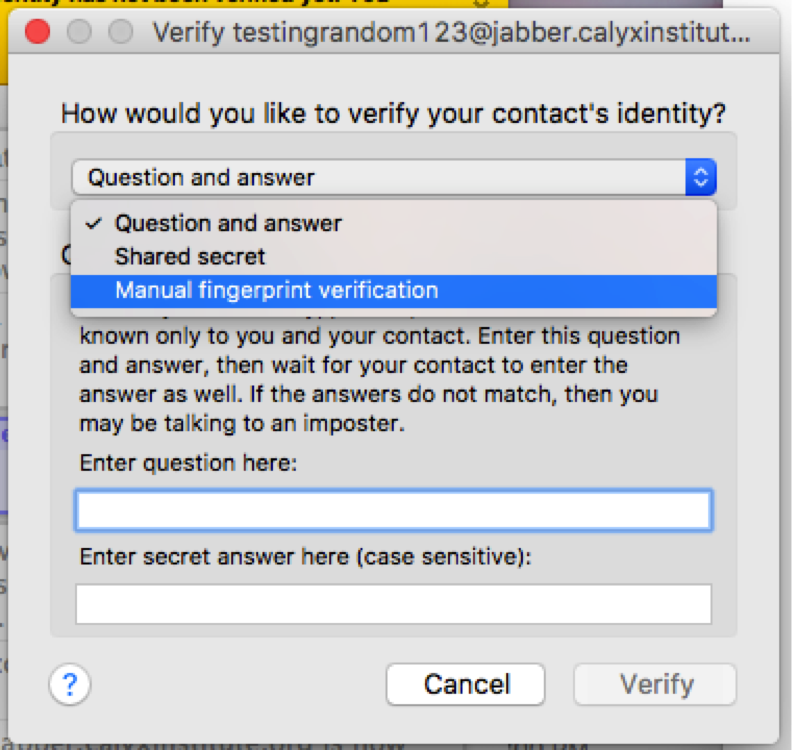 Verify testingrandom123@jabber.calyxinstitut...
How would you like to verify your contact's identity?
Question and answer
✓ Question and answer
Shared secret
Manual fingerprint verification
known only to you and your contact. Enter this question
and answer, then wait for your contact to enter the
answer as well. If the answers do not match, then you
may be talking to an imposter.
Enter question here:
Enter secret answer here (case sensitive):
?
Cancel
Verify